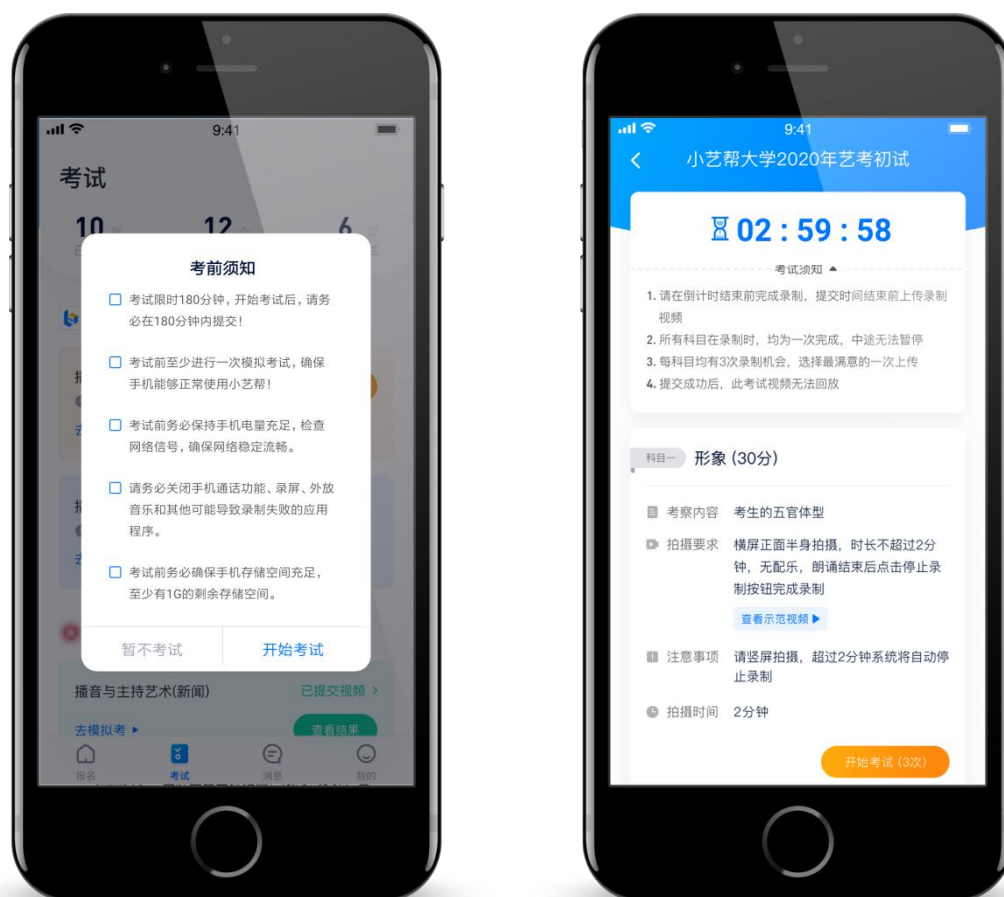 9:41
考试
10
12
6
考前须知
考试限时180分钟，开始考试后，请务
必在180分钟内提交！
考试前至少进行一次模拟考试，确保
手机能够正常使用小艺帮！
考试前务必保持手机电量充足，检查
网络信号，确保网络稳定流畅。
请务必关闭手机通话功能、录屏、外放
音乐和其他可能导致录制失败的应用
程序。
考试前务必确保手机存储空间充足，
至少有1G的剩余存储空间。
暂不考试
开始考试
播音与主持艺术(新闻)
已提交视频 >
去模拟考
查看结果
报名
考试
消息
我的
9:41
小艺帮大学2020年艺考初试
02 : 59 : 58
考试须知
1. 请在倒计时结束前完成录制，提交时间结束前上传录制
视频
2. 所有科目在录制时，均为一次完成，中途无法暂停
3. 每科目均有3次录制机会，选择最满意的一次上传
4. 提交成功后，此考试视频无法回放
科目一 形象 (30分)
考察内容 考生的五官体型
拍摄要求 横屏正面半身拍摄，时长不超过2分
钟，无配乐，朗诵结束后点击停止录
制按钮完成录制
查看示范视频
注意事项 请竖屏拍摄，超过2分钟系统将自动停
止录制
拍摄时间 2分钟
开始考试 (3次)